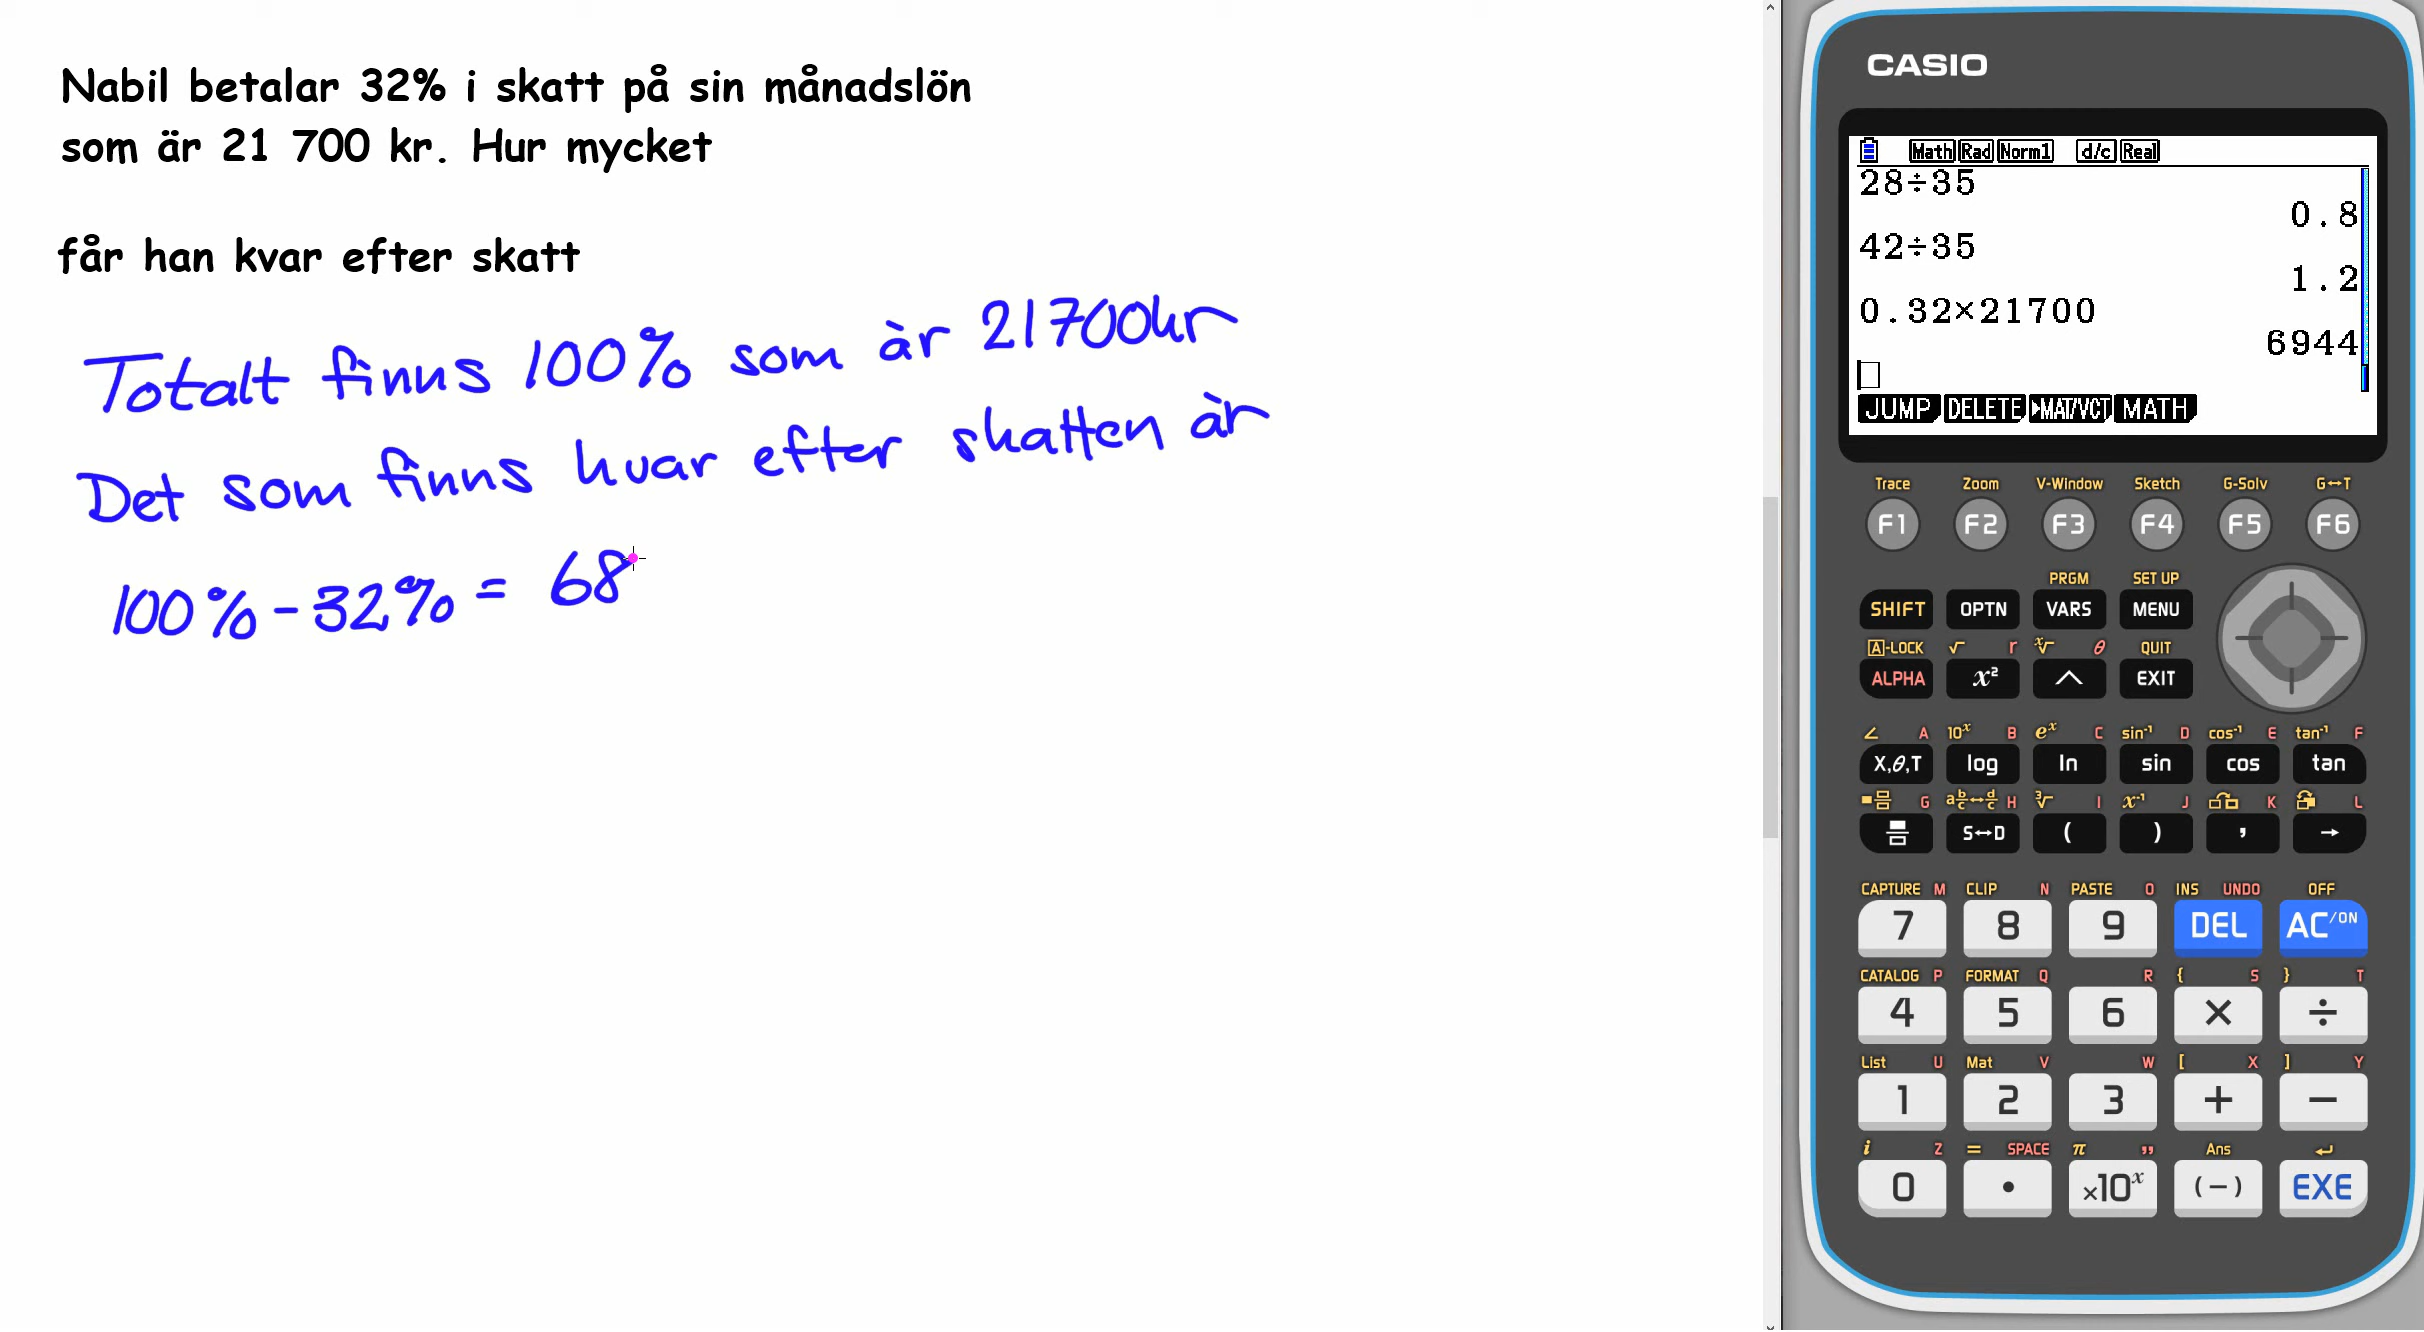 Nabil betalar 32% i skatt på sin månadslön
som är 21 700 kr. Hur mycket
får han kvar efter skatt
Totalt finns 100% som är 21700kr
Det som finns kvar efter skatten är
100% - 32% = 68
CASIO
Math Rad Norm1 d/c Real
28÷35
0.8
42÷35
1.2
0.32×21700
6944
JUMP DELETE ▶MAT/VCT MATH
Trace Zoom V-Window Sketch G-Solv G↔T
F1 F2 F3 F4 F5 F6
PRGM SET UP
SHIFT OPTN VARS MENU
A-LOCK √ r ˣ√ θ QUIT
ALPHA x² ^ EXIT
∠ A 10ˣ B eˣ C sin⁻¹ D cos⁻¹ E tan⁻¹ F
X,θ,T log ln sin cos tan
G a b/c↔d/c H ³√ I x⁻¹ J K L
S↔D ( ) , →
CAPTURE M CLIP N PASTE O INS UNDO OFF
7 8 9 DEL AC/ON
CATALOG P FORMAT Q R { S } T
4 5 6 × ÷
List U Mat V W [ X ] Y
1 2 3 + −
i Z = SPACE π " Ans ↵
0 • ×10ˣ (−) EXE